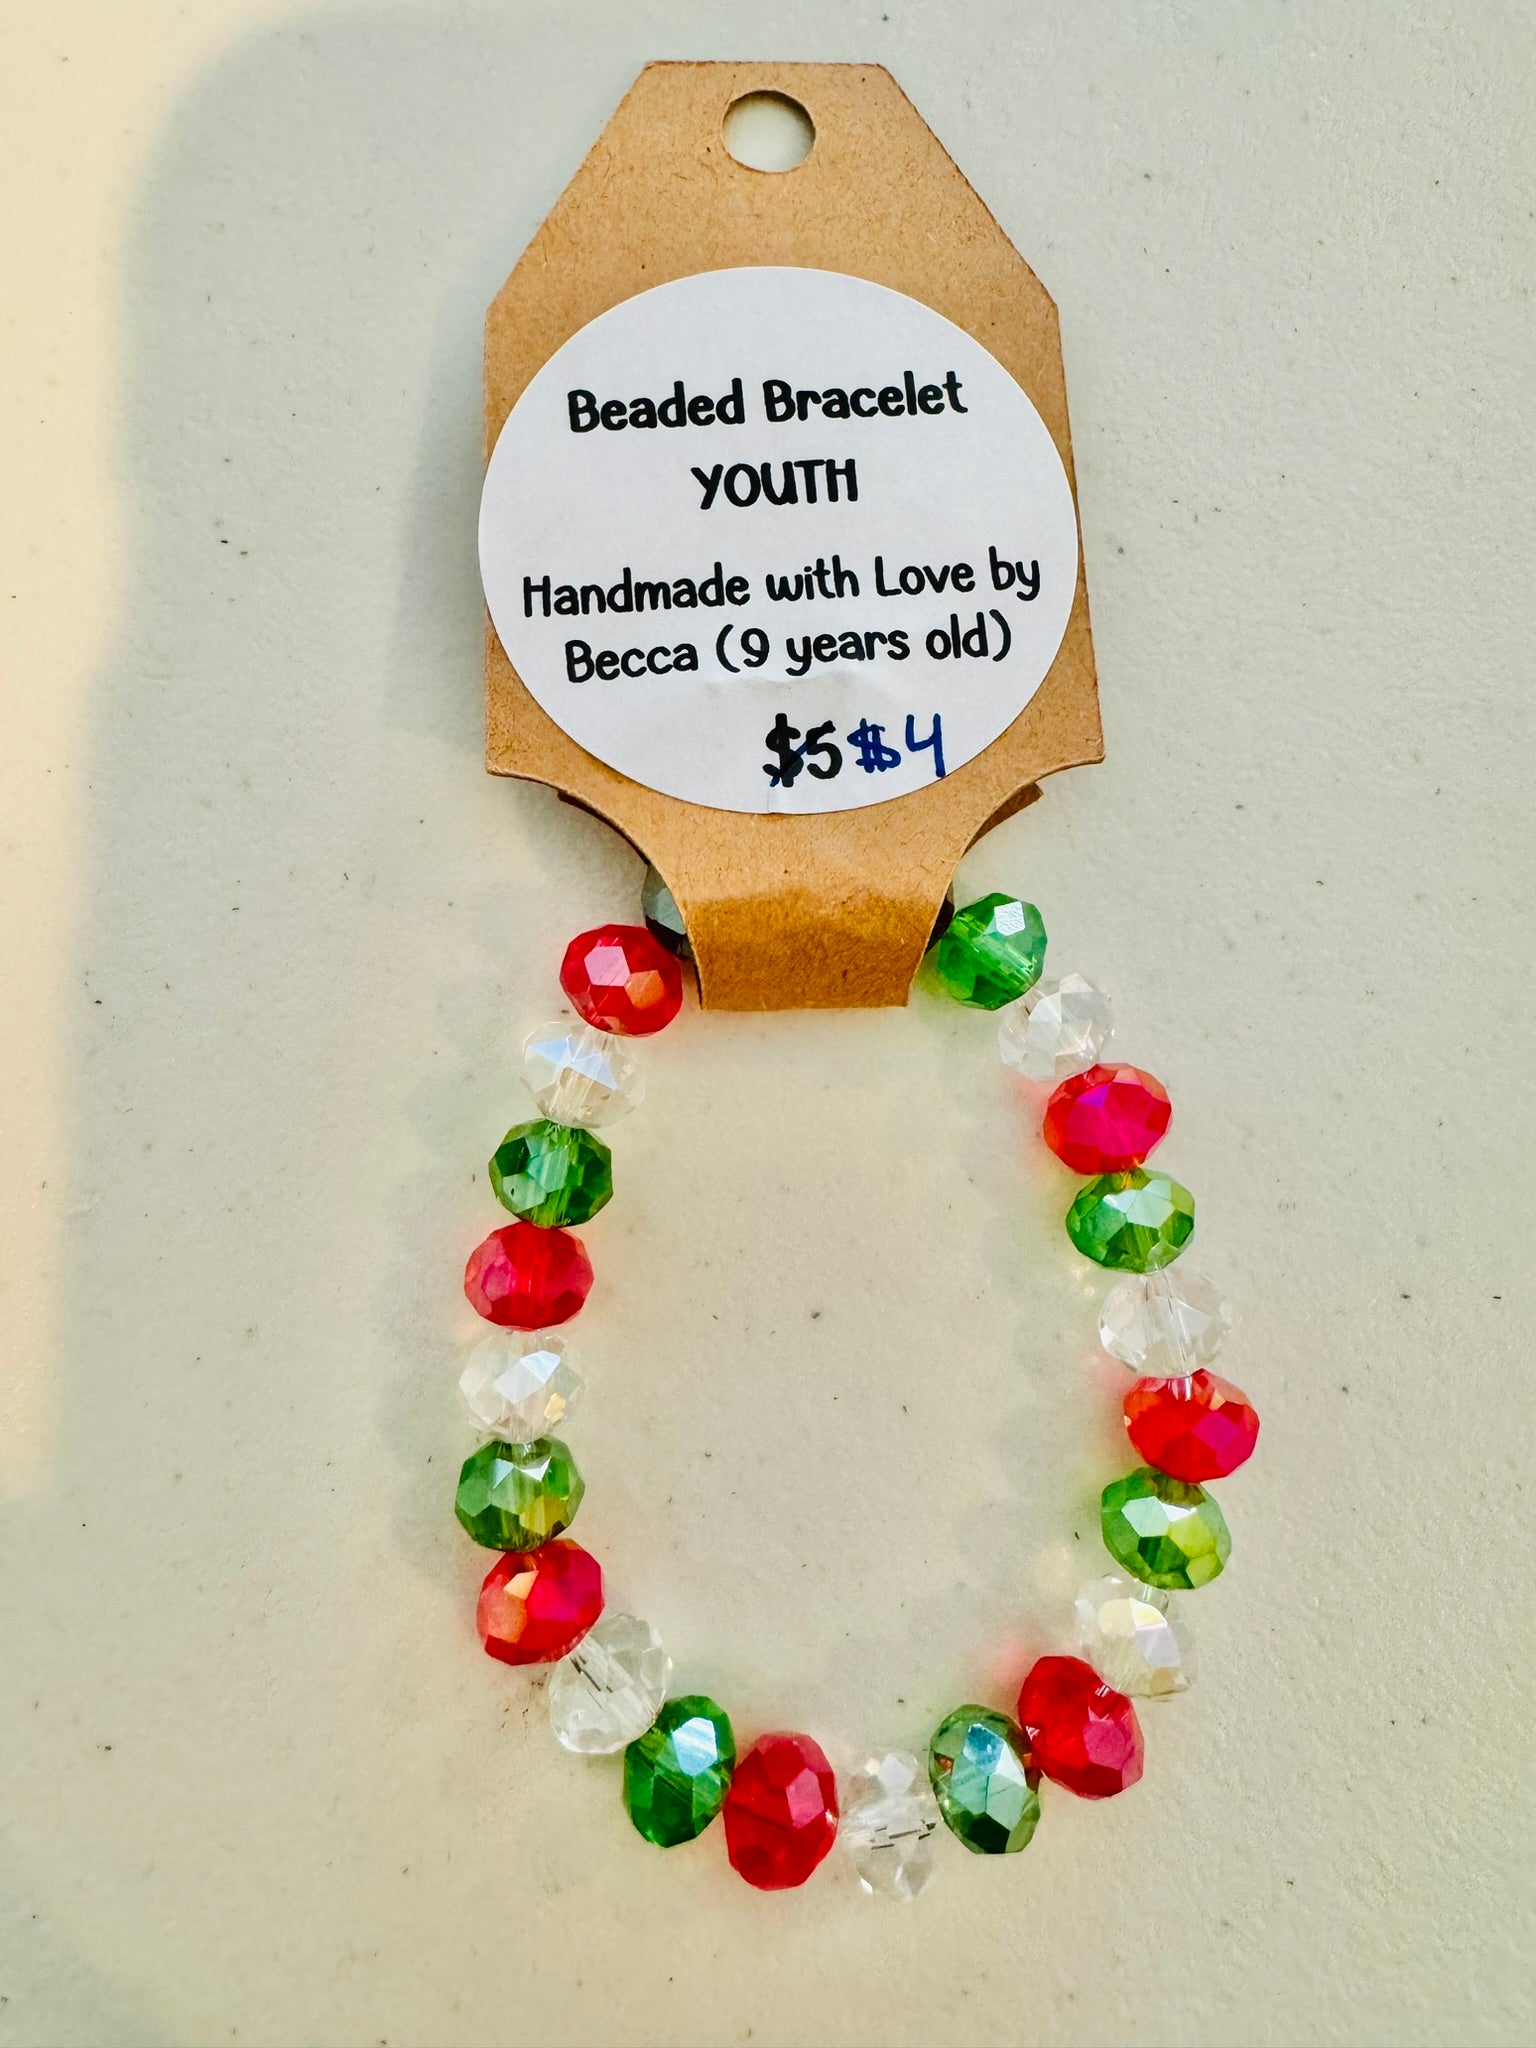 Beaded Bracelet
YOUTH
Handmade with Love by
Becca (9 years old)
$5 $4